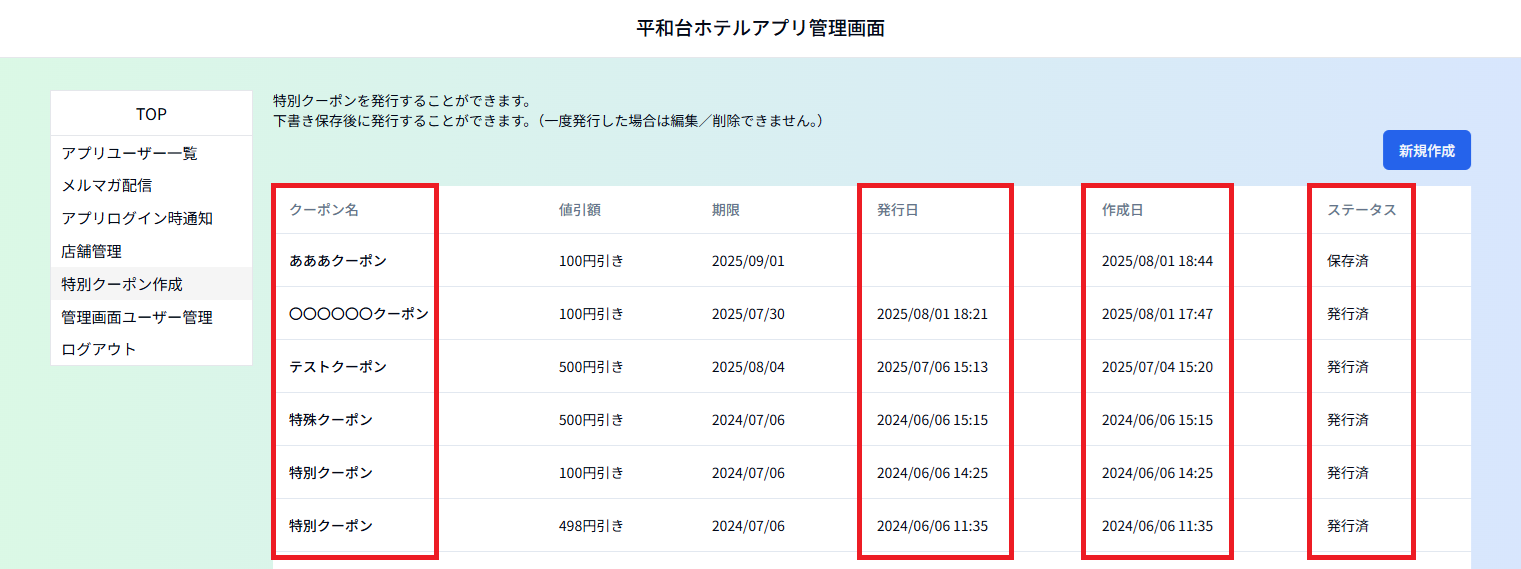 平和台ホテルアプリ管理画面
TOP
アプリユーザー一覧
メルマガ配信
アプリログイン時通知
店舗管理
特別クーポン作成
管理画面ユーザー管理
ログアウト
特別クーポンを発行することができます。
下書き保存後に発行することができます。（一度発行した場合は編集／削除できません。）
新規作成
クーポン名 値引額 期限 発行日 作成日 ステータス
あああクーポン 100円引き 2025/09/01 2025/08/01 18:44 保存済
〇〇〇〇〇〇クーポン 100円引き 2025/07/30 2025/08/01 18:21 2025/08/01 17:47 発行済
テストクーポン 500円引き 2025/08/04 2025/07/06 15:13 2025/07/04 15:20 発行済
特殊クーポン 500円引き 2024/07/06 2024/06/06 15:15 2024/06/06 15:15 発行済
特別クーポン 100円引き 2024/07/06 2024/06/06 14:25 2024/06/06 14:25 発行済
特別クーポン 498円引き 2024/07/06 2024/06/06 11:35 2024/06/06 11:35 発行済